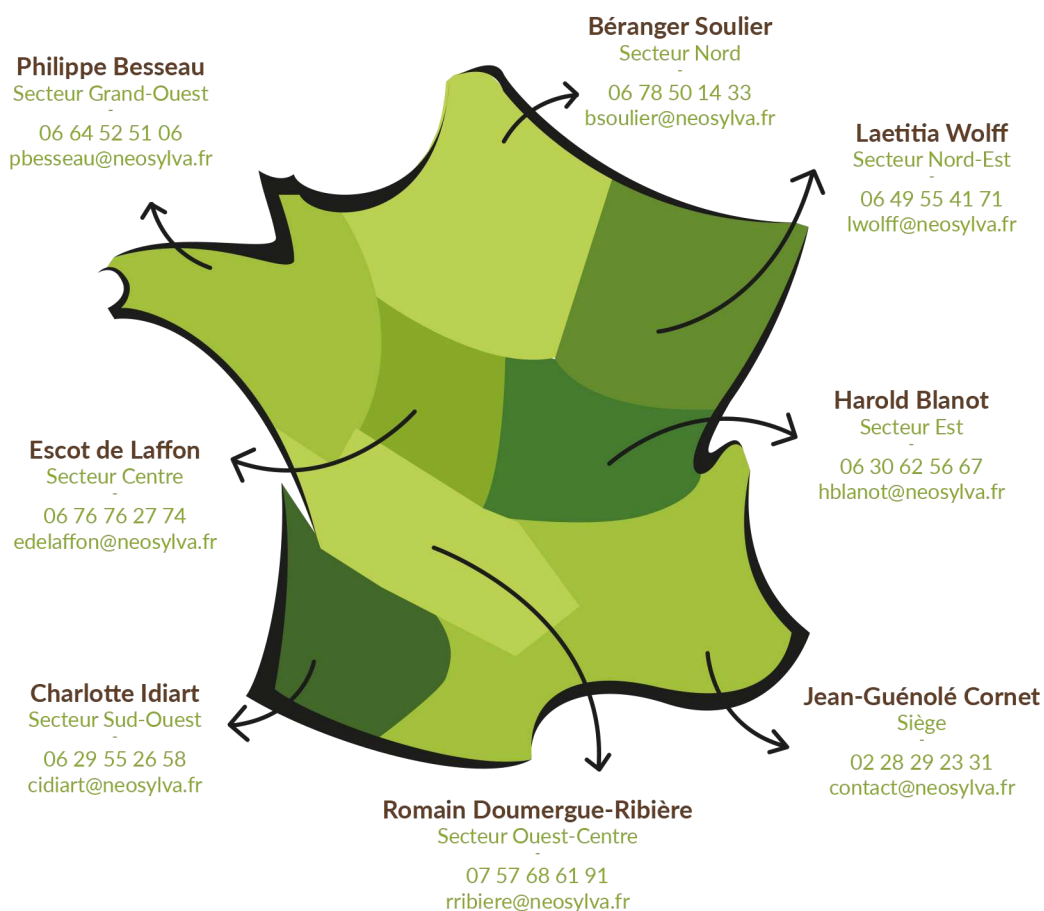 Béranger Soulier
Secteur Nord
-
06 78 50 14 33
bsoulier@neosylva.fr
Philippe Besseau
Secteur Grand-Ouest
-
06 64 52 51 06
pbesseau@neosylva.fr
Laetitia Wolff
Secteur Nord-Est
-
06 49 55 41 71
lwolff@neosylva.fr
Harold Blanot
Secteur Est
-
06 30 62 56 67
hblanot@neosylva.fr
Escot de Laffon
Secteur Centre
-
06 76 76 27 74
edelaffon@neosylva.fr
Charlotte Idiart
Secteur Sud-Ouest
-
06 29 55 26 58
cidiart@neosylva.fr
Jean-Guénolé Cornet
Siège
-
02 28 29 23 31
contact@neosylva.fr
Romain Doumergue-Ribière
Secteur Ouest-Centre
-
07 57 68 61 91
rribiere@neosylva.fr